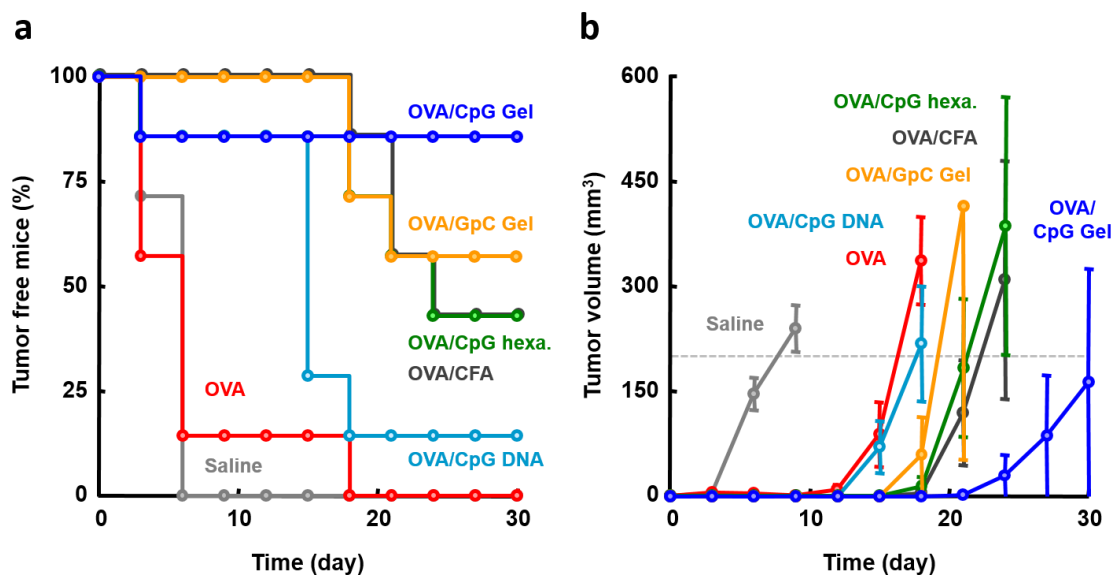 a
Tumor free mice (%)
100
75
50
25
0
OVA/CpG Gel
OVA/GpC Gel
OVA/CpG hexa.
OVA/CFA
OVA
OVA/CpG DNA
Saline
0
10
20
30
Time (day)
b
Tumor volume (mm³)
600
450
300
150
0
OVA/CpG hexa.
OVA/CFA
OVA/GpC Gel
OVA/
CpG Gel
OVA/CpG DNA
OVA
Saline
0
10
20
30
Time (day)